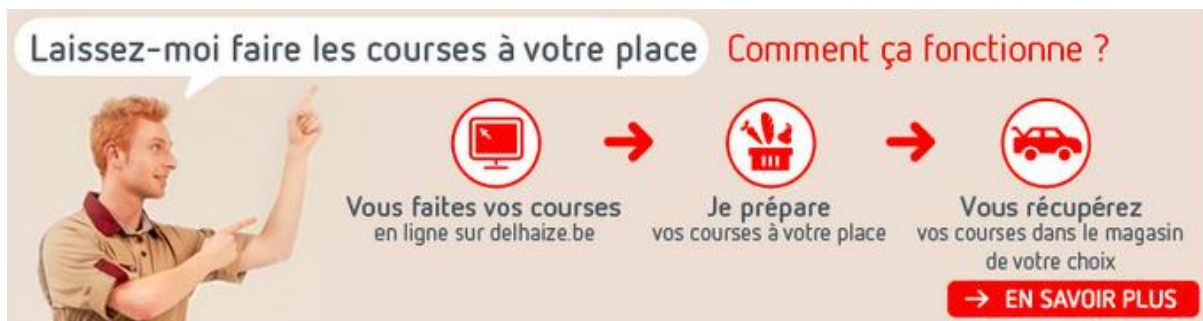 Laissez-moi faire les courses à votre place
Comment ça fonctionne ?
Vous faites vos courses
en ligne sur delhaize.be
Je prépare
vos courses à votre place
Vous récupérez
vos courses dans le magasin
de votre choix
→ EN SAVOIR PLUS